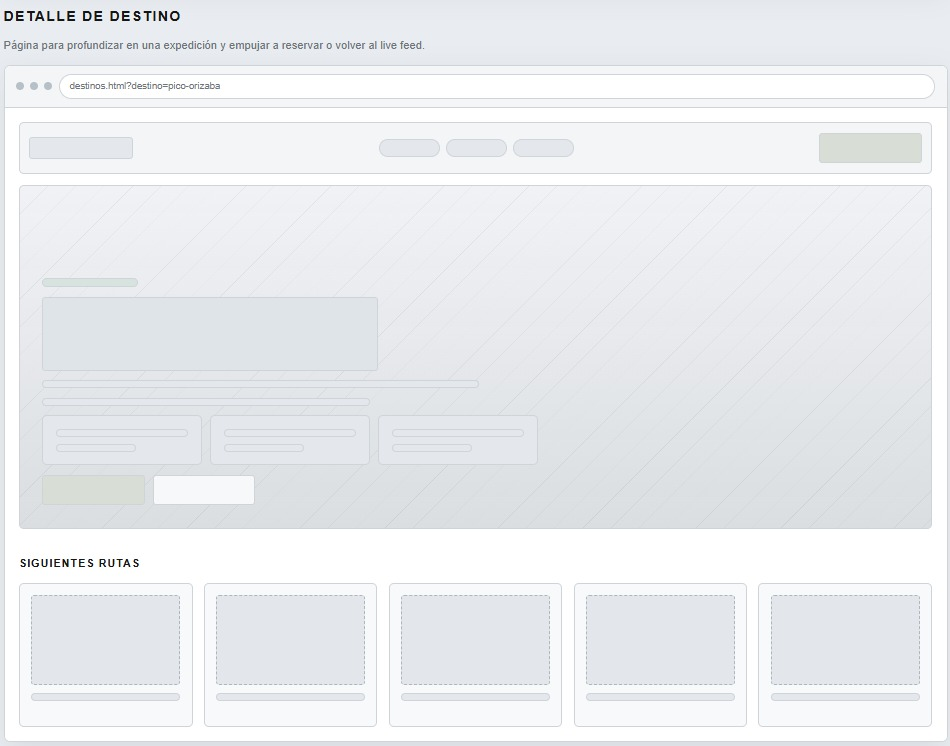 DETALLE DE DESTINO
Página para profundizar en una expedición y empujar a reservar o volver al live feed.
destinos.html?destino=pico-orizaba
SIGUIENTES RUTAS